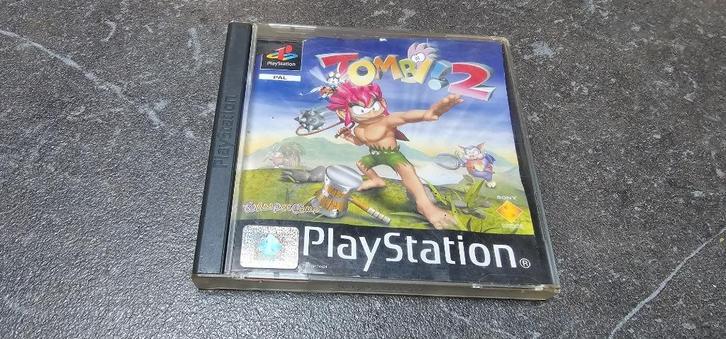 PlayStation
PAL
TOMBI! 2
PlayStation
SONY
PlayStation®